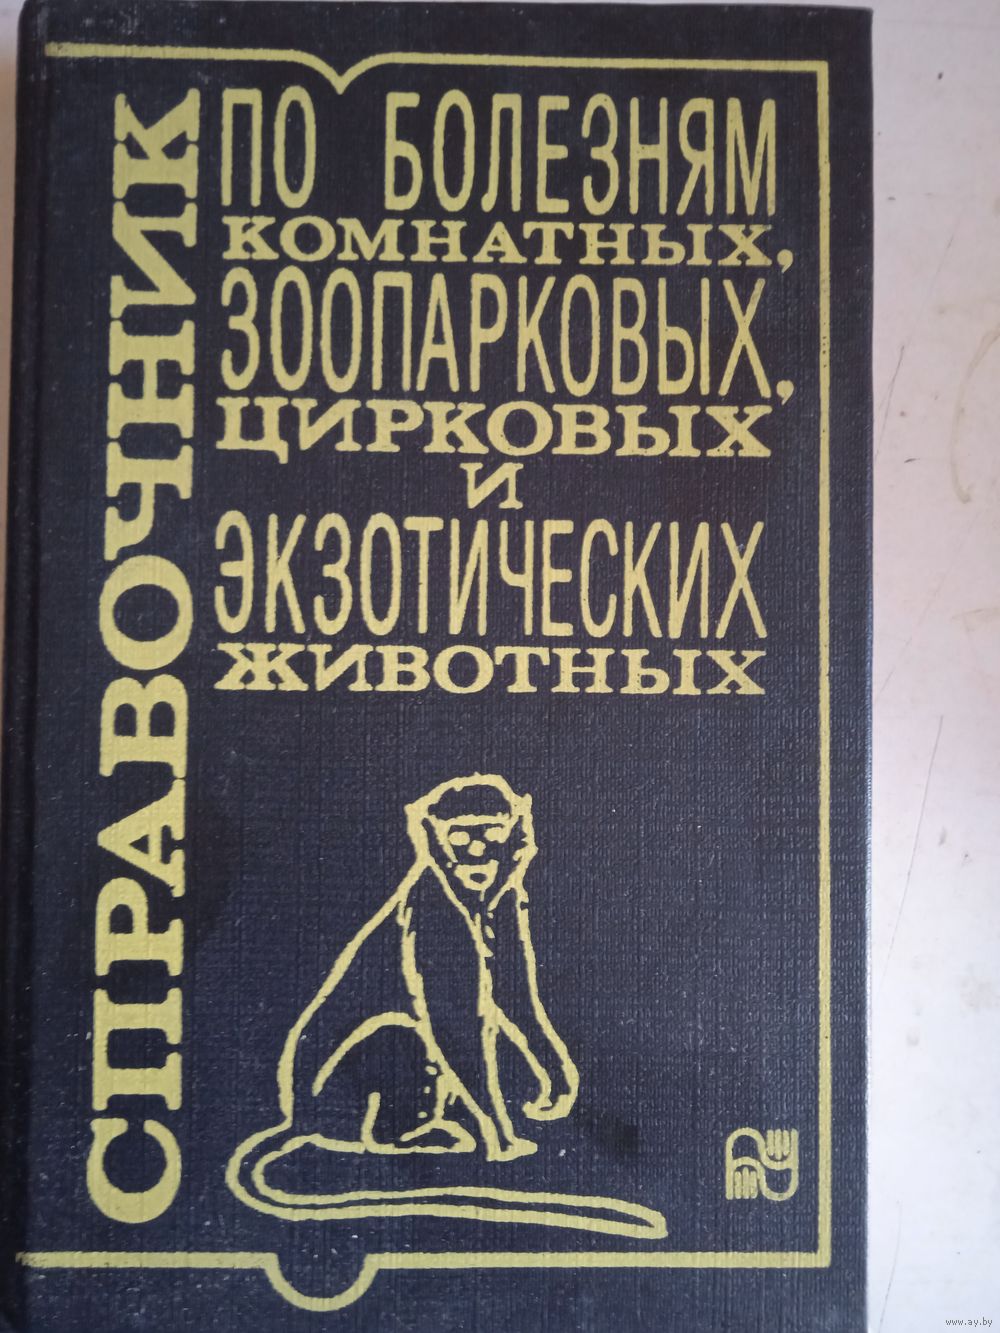 СПРАВОЧНИК
ПО БОЛЕЗНЯМ
КОМНАТНЫХ,
ЗООПАРКОВЫХ,
ЦИРКОВЫХ
И
ЭКЗОТИЧЕСКИХ
ЖИВОТНЫХ
www.ay.by